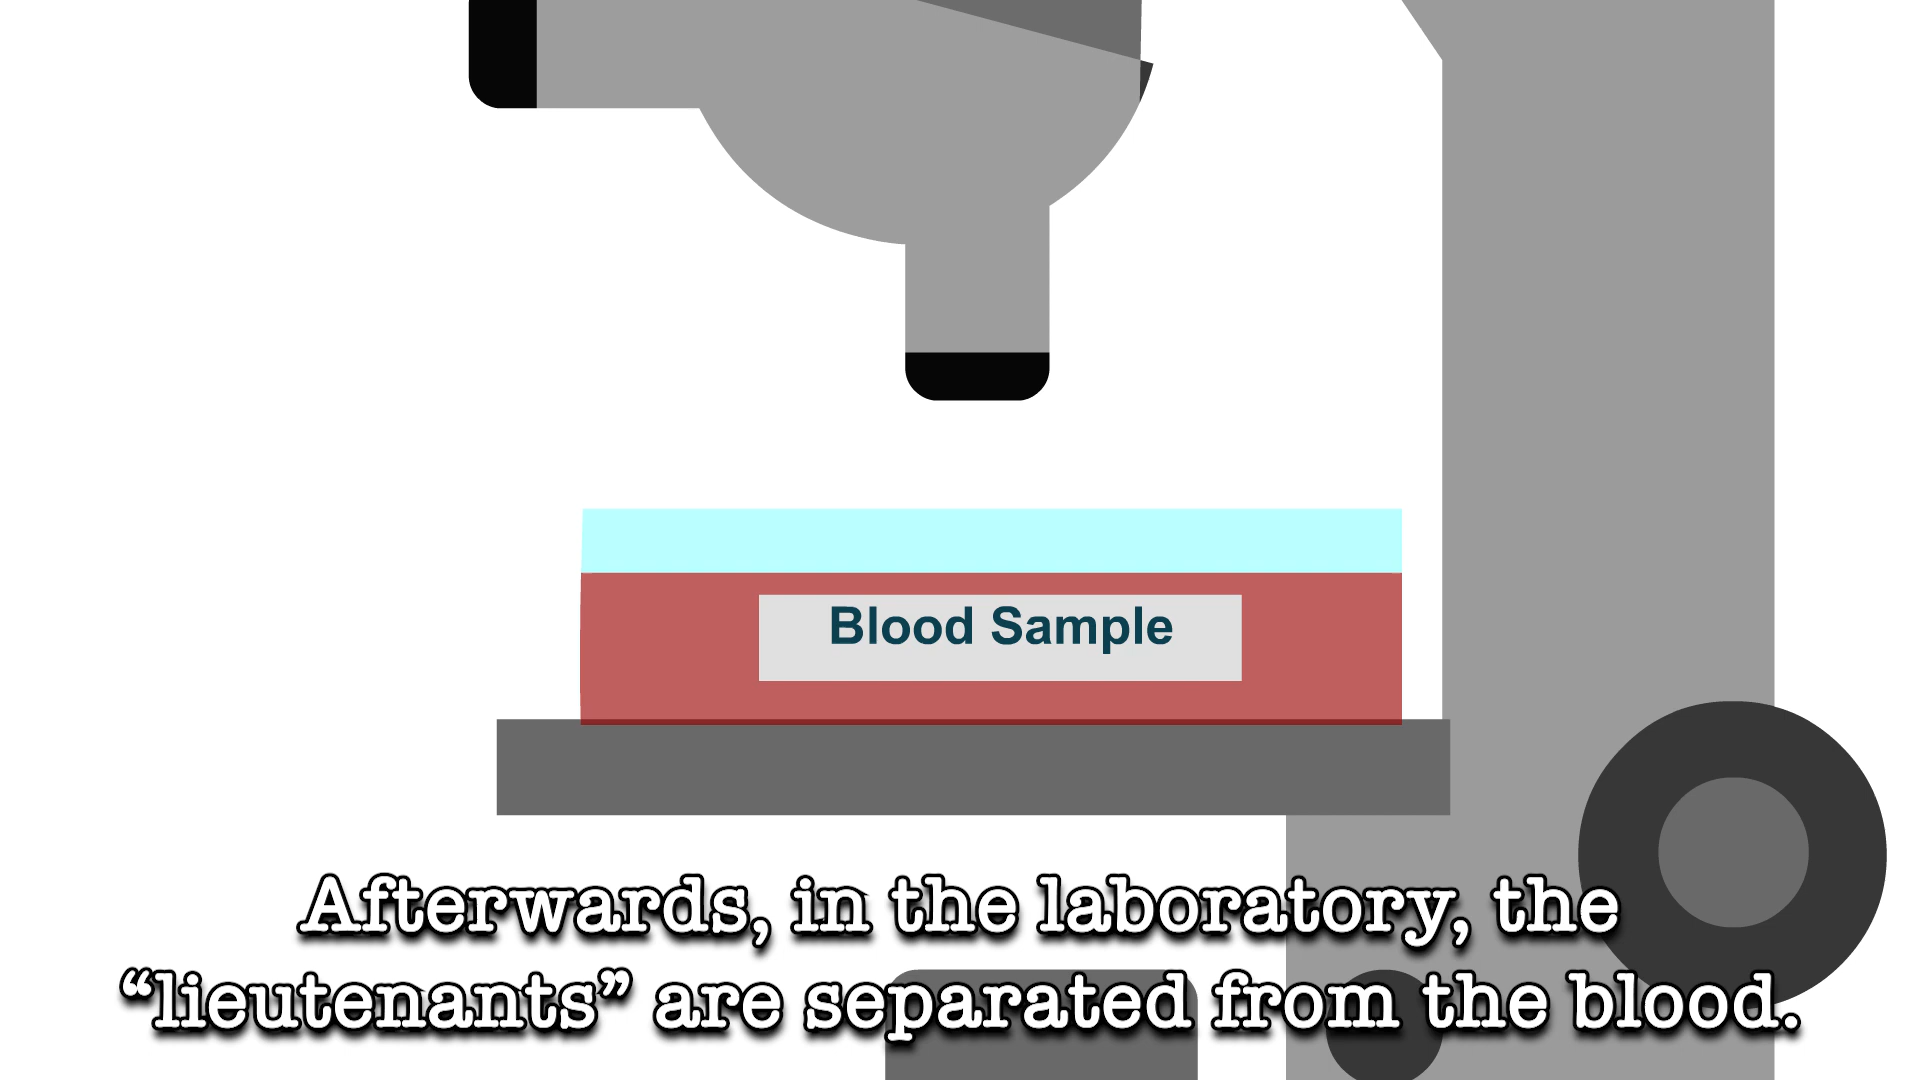 Blood Sample
Afterwards, in the laboratory, the
“lieutenants” are separated from the blood.